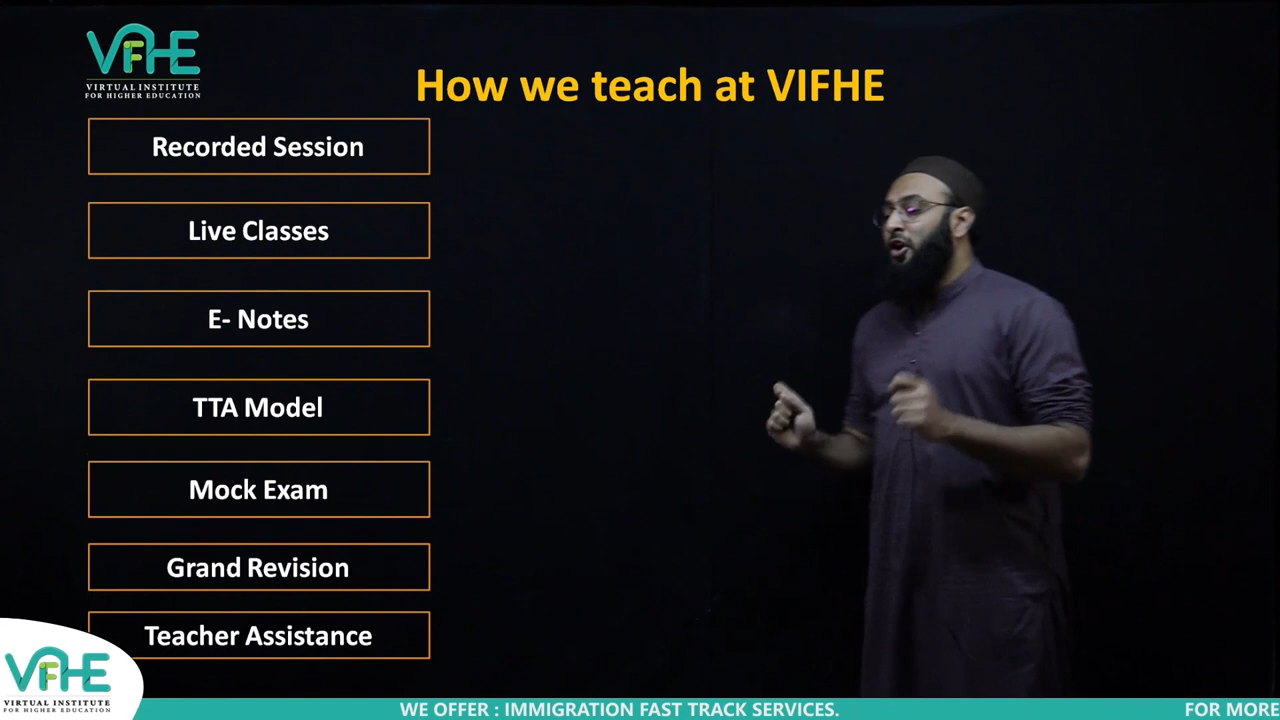 VIFHE
VIRTUAL INSTITUTE
FOR HIGHER EDUCATION
How we teach at VIFHE
Recorded Session
Live Classes
E- Notes
TTA Model
Mock Exam
Grand Revision
Teacher Assistance
VIFHE
VIRTUAL INSTITUTE
FOR HIGHER EDUCATION
WE OFFER : IMMIGRATION FAST TRACK SERVICES.
FOR MORE